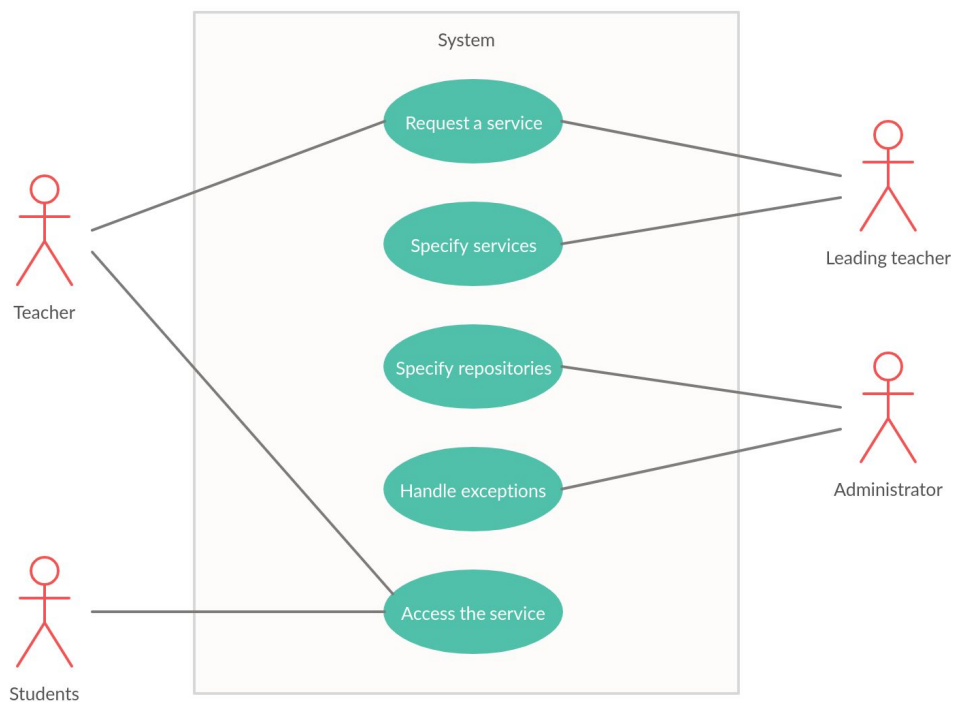 System
Request a service
Specify services
Leading teacher
Teacher
Specify repositories
Handle exceptions
Administrator
Access the service
Students